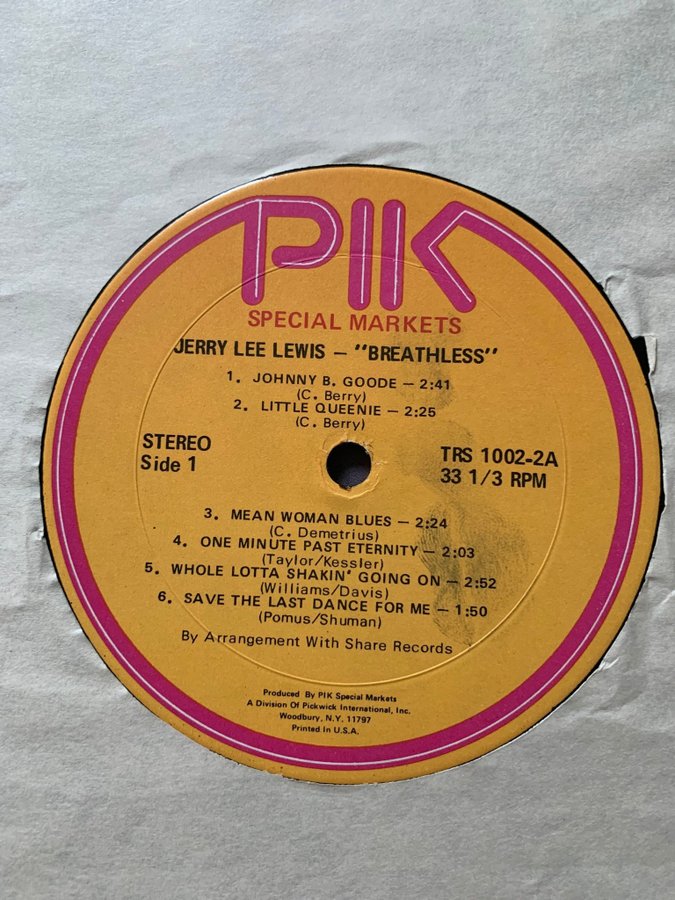 PIK
SPECIAL MARKETS
JERRY LEE LEWIS — "BREATHLESS"
1. JOHNNY B. GOODE — 2:41
(C. Berry)
2. LITTLE QUEENIE — 2:25
(C. Berry)
STEREO
Side 1
TRS 1002-2A
33 1/3 RPM
3. MEAN WOMAN BLUES — 2:24
(C. Demetrius)
4. ONE MINUTE PAST ETERNITY — 2:03
(Taylor/Kessler)
5. WHOLE LOTTA SHAKIN' GOING ON — 2:52
(Williams/Davis)
6. SAVE THE LAST DANCE FOR ME — 1:50
(Pomus/Shuman)
By Arrangement With Share Records
Produced By PIK Special Markets
A Division Of Pickwick International, Inc.
Woodbury, N.Y. 11797
Printed In U.S.A.